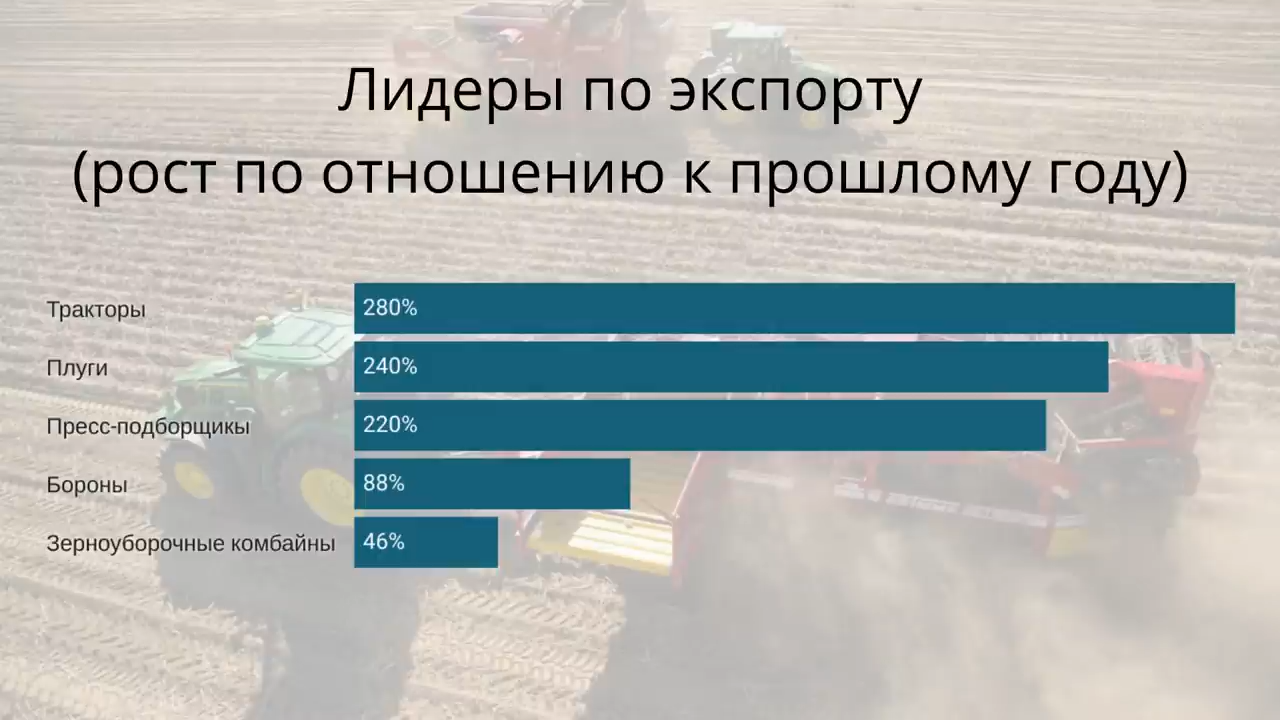 Лидеры по экспорту
(рост по отношению к прошлому году)
Тракторы 280%
Плуги 240%
Пресс-подборщикы 220%
Бороны 88%
Зерноуборочные комбайны 46%